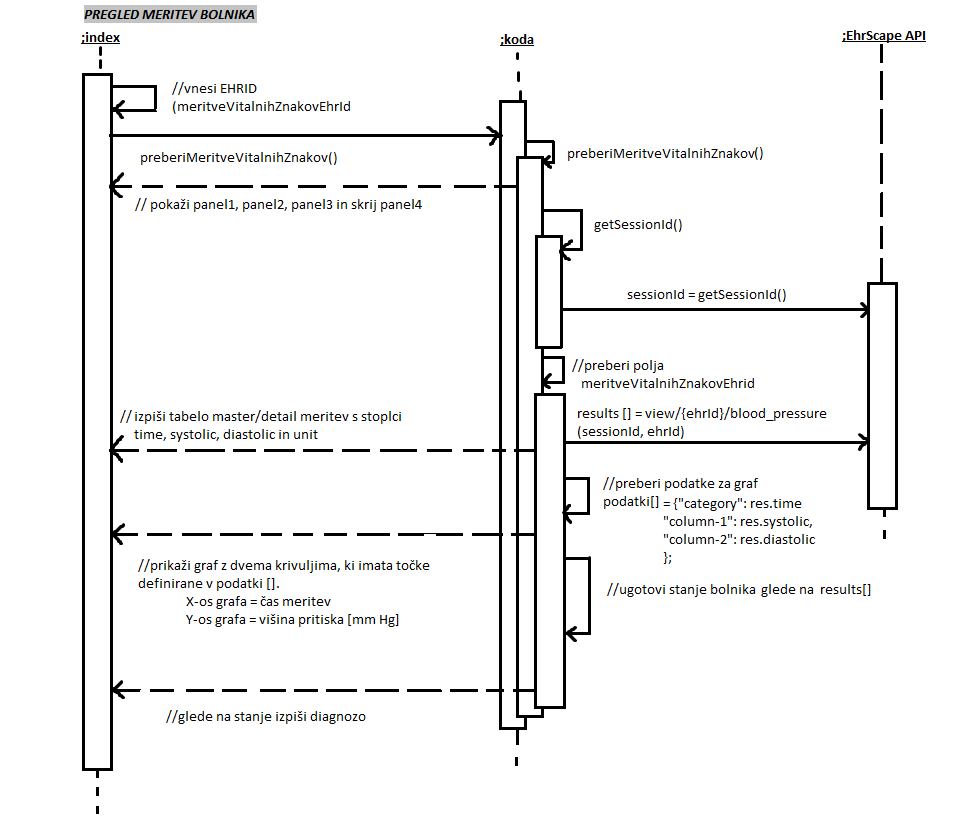 PREGLED MERITEV BOLNIKA
;index
;koda
;EhrScape API
//vnesi EHRID
(meritveVitalnihZnakovEhrId
preberiMeritveVitalnihZnakov()
preberiMeritveVitalnihZnakov()
// pokaži panel1, panel2, panel3 in skrij panel4
getSessionId()
sessionId = getSessionId()
//preberi polja
meritveVitalnihZnakovEhrid
// izpiši tabelo master/detail meritev s stoplci
time, systolic, diastolic in unit
results [] = view/{ehrId}/blood_pressure
(sessionId, ehrId)
//preberi podatke za graf
podatki[] = {"category": res.time
"column-1": res.systolic,
"column-2": res.diastolic
};
//prikaži graf z dvema krivuljima, ki imata točke
definirane v podatki [].
X-os grafa = čas meritev
Y-os grafa = višina pritiska [mm Hg]
//ugotovi stanje bolnika glede na results[]
//glede na stanje izpiši diagnozo